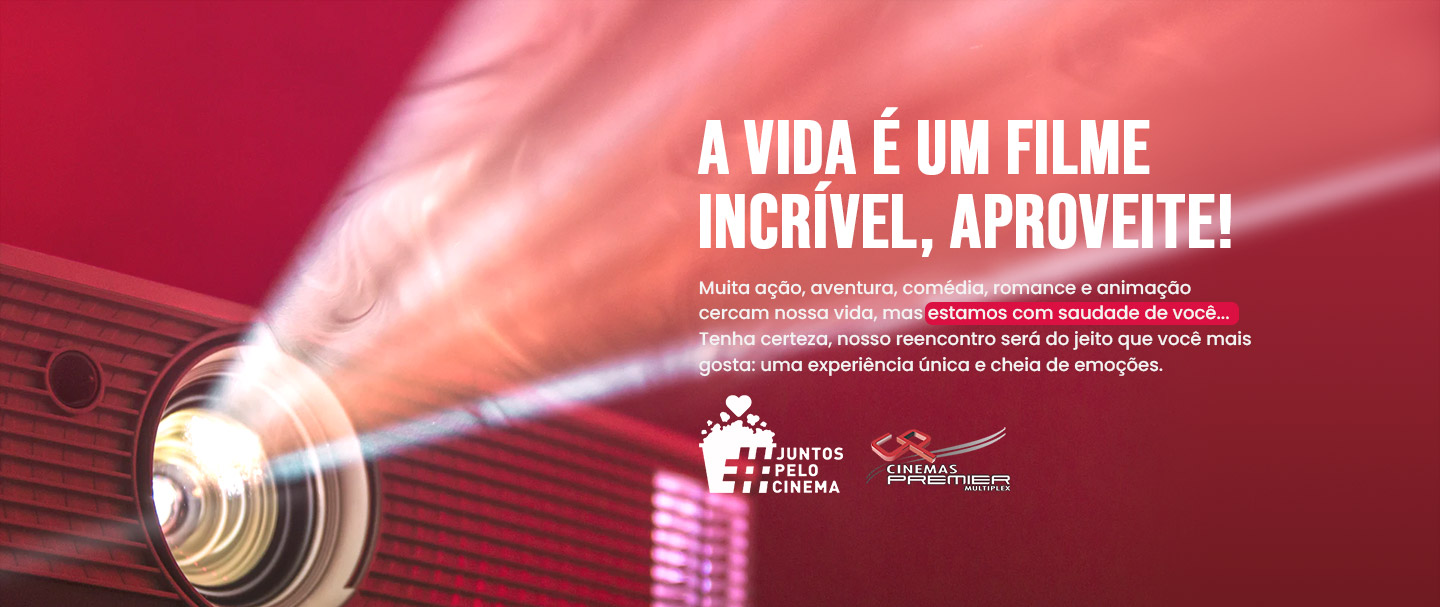 A VIDA É UM FILME
INCRÍVEL, APROVEITE!
Muita ação, aventura, comédia, romance e animação
cercam nossa vida, mas estamos com saudade de você...
Tenha certeza, nosso reencontro será do jeito que você mais
gosta: uma experiência única e cheia de emoções.
#JUNTOS
PELO
CINEMA
CINEMAS
PREMIER
MULTIPLEX